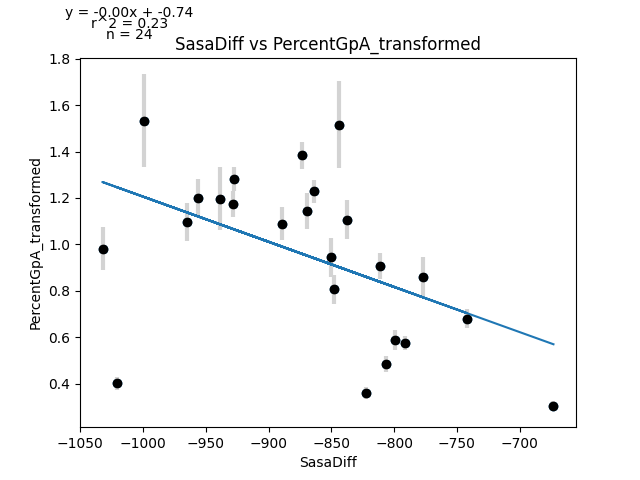 y = -0.00x + -0.74
r^2 = 0.23
n = 24
SasaDiff vs PercentGpA_transformed
1.8
1.6
1.4
1.2
1.0
0.8
0.6
0.4
PercentGpA_transformed
−1050
−1000
−950
−900
−850
−800
−750
−700
SasaDiff